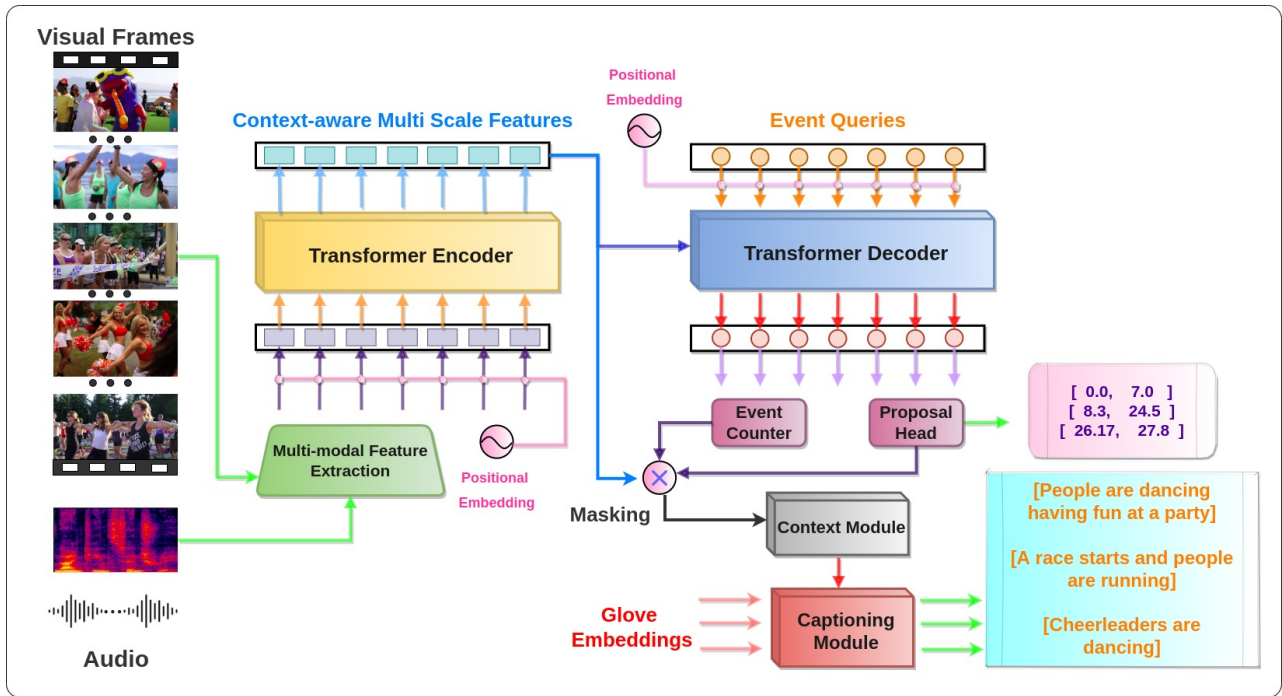 Visual Frames
Audio
Context-aware Multi Scale Features
Transformer Encoder
Multi-modal Feature
Extraction
Positional
Embedding
Positional
Embedding
Event Queries
Transformer Decoder
Event
Counter
Proposal
Head
[ 0.0, 7.0 ]
[ 8.3, 24.5 ]
[ 26.17, 27.8 ]
Masking
Context Module
Glove
Embeddings
Captioning
Module
[People are dancing
having fun at a party]
[A race starts and people
are running]
[Cheerleaders are
dancing]